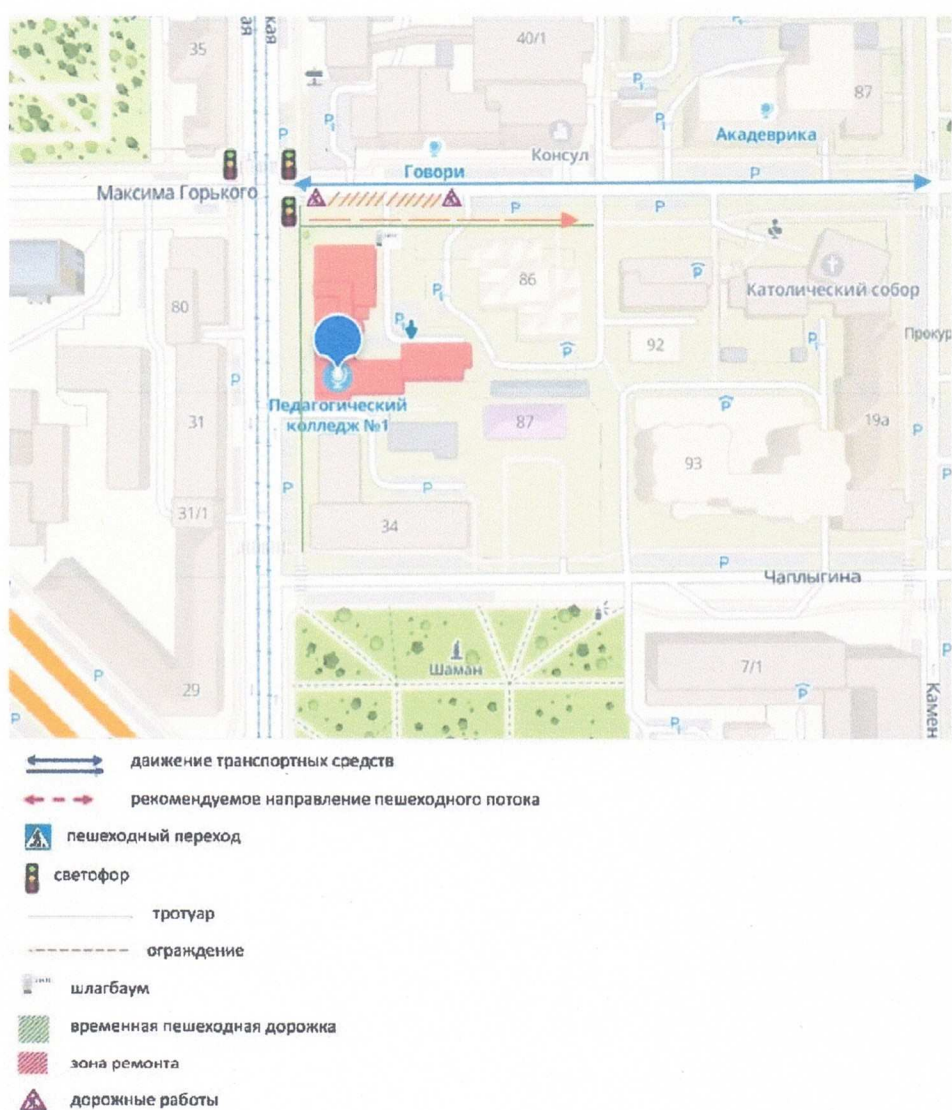 ая
кая
35
40/1
87
P
Акадеврика
Консул
Говори
P
Максима Горького
P
P
86
Католический собор
80
92
Прокур
P
Педагогический
колледж №1
31
87
19а
93
31/1
34
P
P
P
Чаплыгина
Шаман
7/1
29
P
P
Камен
движение транспортных средств
рекомендуемое направление пешеходного потока
пешеходный переход
светофор
тротуар
ограждение
шлагбаум
временная пешеходная дорожка
зона ремонта
дорожные работы